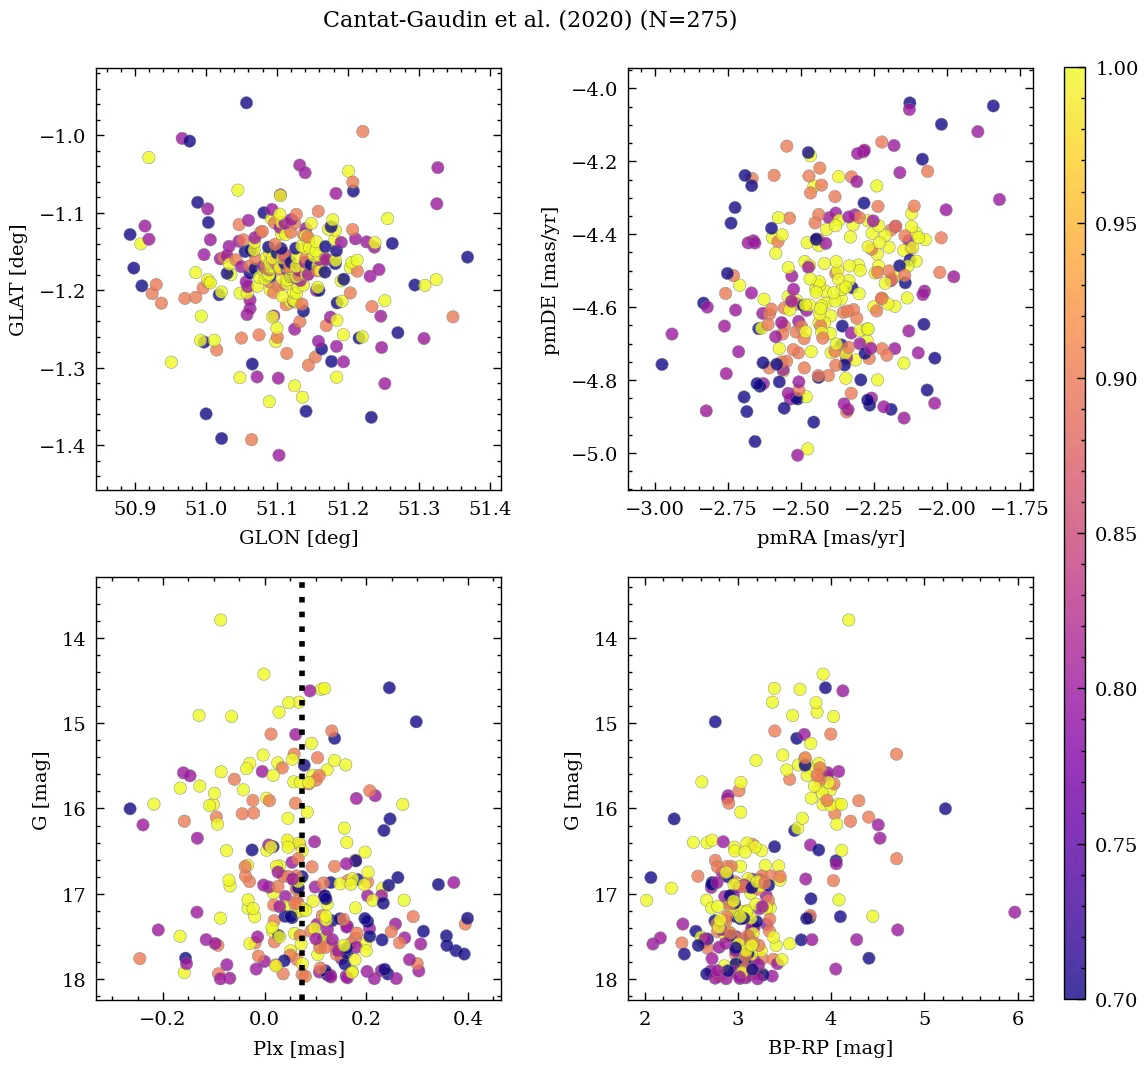 Cantat-Gaudin et al. (2020) (N=275)
−1.0
−1.1
−1.2
−1.3
−1.4
GLAT [deg]
50.9 51.0 51.1 51.2 51.3 51.4
GLON [deg]
−4.0
−4.2
−4.4
−4.6
−4.8
−5.0
pmDE [mas/yr]
−3.00 −2.75 −2.50 −2.25 −2.00 −1.75
pmRA [mas/yr]
14
15
16
17
18
G [mag]
−0.2 0.0 0.2 0.4
Plx [mas]
14
15
16
17
18
G [mag]
2 3 4 5 6
BP-RP [mag]
1.00
0.95
0.90
0.85
0.80
0.75
0.70